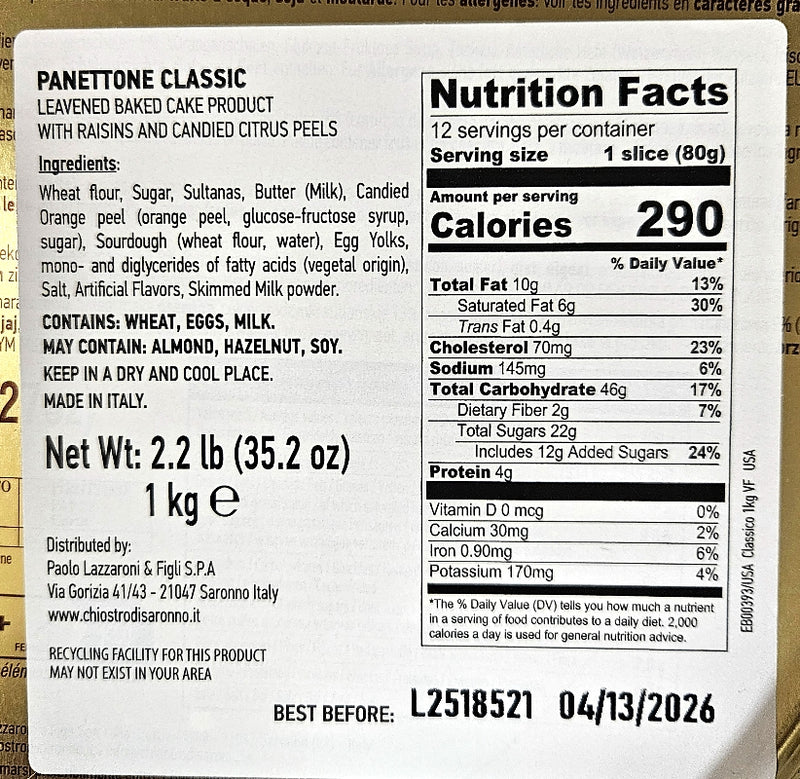 allergènes: voir les ingrédients en caractères gra
PANETTONE CLASSIC
LEAVENED BAKED CAKE PRODUCT
WITH RAISINS AND CANDIED CITRUS PEELS
Ingredients:
Wheat flour, Sugar, Sultanas, Butter (Milk), Candied
Orange peel (orange peel, glucose-fructose syrup,
sugar), Sourdough (wheat flour, water), Egg Yolks,
mono- and diglycerides of fatty acids (vegetal origin),
Salt, Artificial Flavors, Skimmed Milk powder.
CONTAINS: WHEAT, EGGS, MILK.
MAY CONTAIN: ALMOND, HAZELNUT, SOY.
KEEP IN A DRY AND COOL PLACE.
MADE IN ITALY.
Net Wt: 2.2 lb (35.2 oz)
1 kg ℮
Distributed by:
Paolo Lazzaroni & Figli S.P.A
Via Gorizia 41/43 - 21047 Saronno Italy
www.chiostrodisaronno.it
RECYCLING FACILITY FOR THIS PRODUCT
MAY NOT EXIST IN YOUR AREA
Nutrition Facts
12 servings per container
Serving size 1 slice (80g)
Amount per serving
Calories 290
% Daily Value*
Total Fat 10g 13%
Saturated Fat 6g 30%
Trans Fat 0.4g
Cholesterol 70mg 23%
Sodium 145mg 6%
Total Carbohydrate 46g 17%
Dietary Fiber 2g 7%
Total Sugars 22g
Includes 12g Added Sugars 24%
Protein 4g
Vitamin D 0 mcg 0%
Calcium 30mg 2%
Iron 0.90mg 6%
Potassium 170mg 4%
*The % Daily Value (DV) tells you how much a nutrient
in a serving of food contributes to a daily diet. 2,000
calories a day is used for general nutrition advice.
EB00393/USA Classico 1kg VF USA
BEST BEFORE: L2518521 04/13/2026